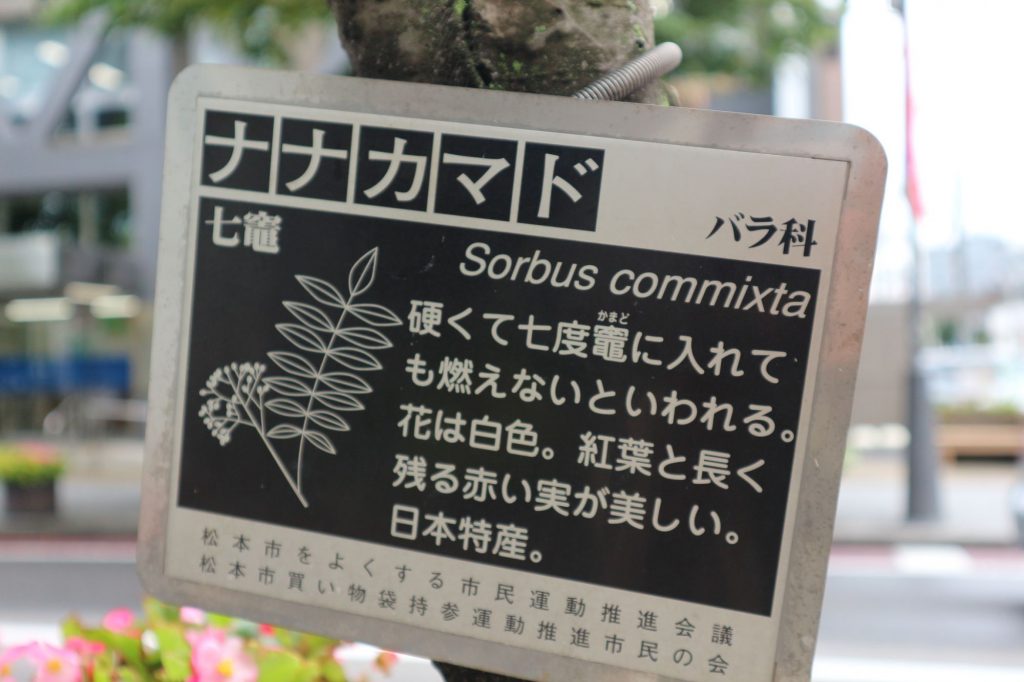 ナナカマド
バラ科
七竈
Sorbus commixta
かまど
硬くて七度竈に入れて
も燃えないといわれる。
花は白色。紅葉と長く
残る赤い実が美しい。
日本特産。
松本市をよくする市民運動推進会議
松本市買い物袋持参運動推進市民の会